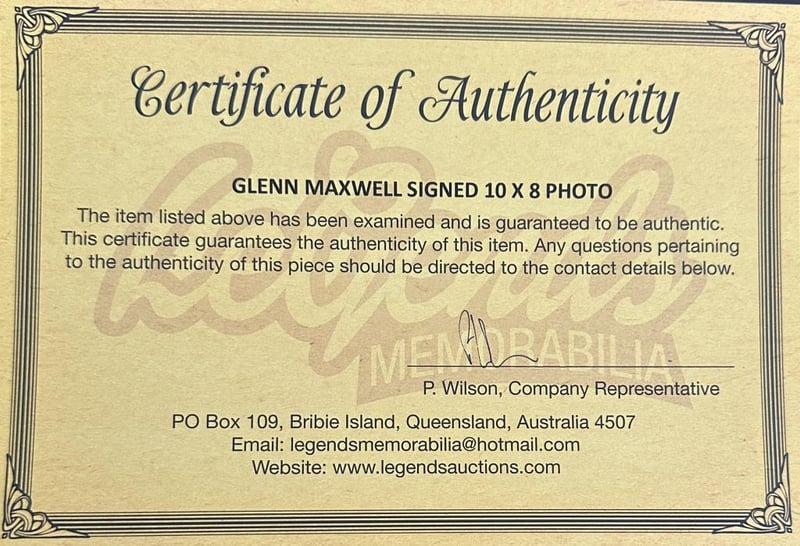 Certificate of Authenticity
GLENN MAXWELL SIGNED 10 X 8 PHOTO
The item listed above has been examined and is guaranteed to be authentic.
This certificate guarantees the authenticity of this item. Any questions pertaining
to the authenticity of this piece should be directed to the contact details below.
Legends
MEMORABILIA
P. Wilson, Company Representative
PO Box 109, Bribie Island, Queensland, Australia 4507
Email: legendsmemorabilia@hotmail.com
Website: www.legendsauctions.com